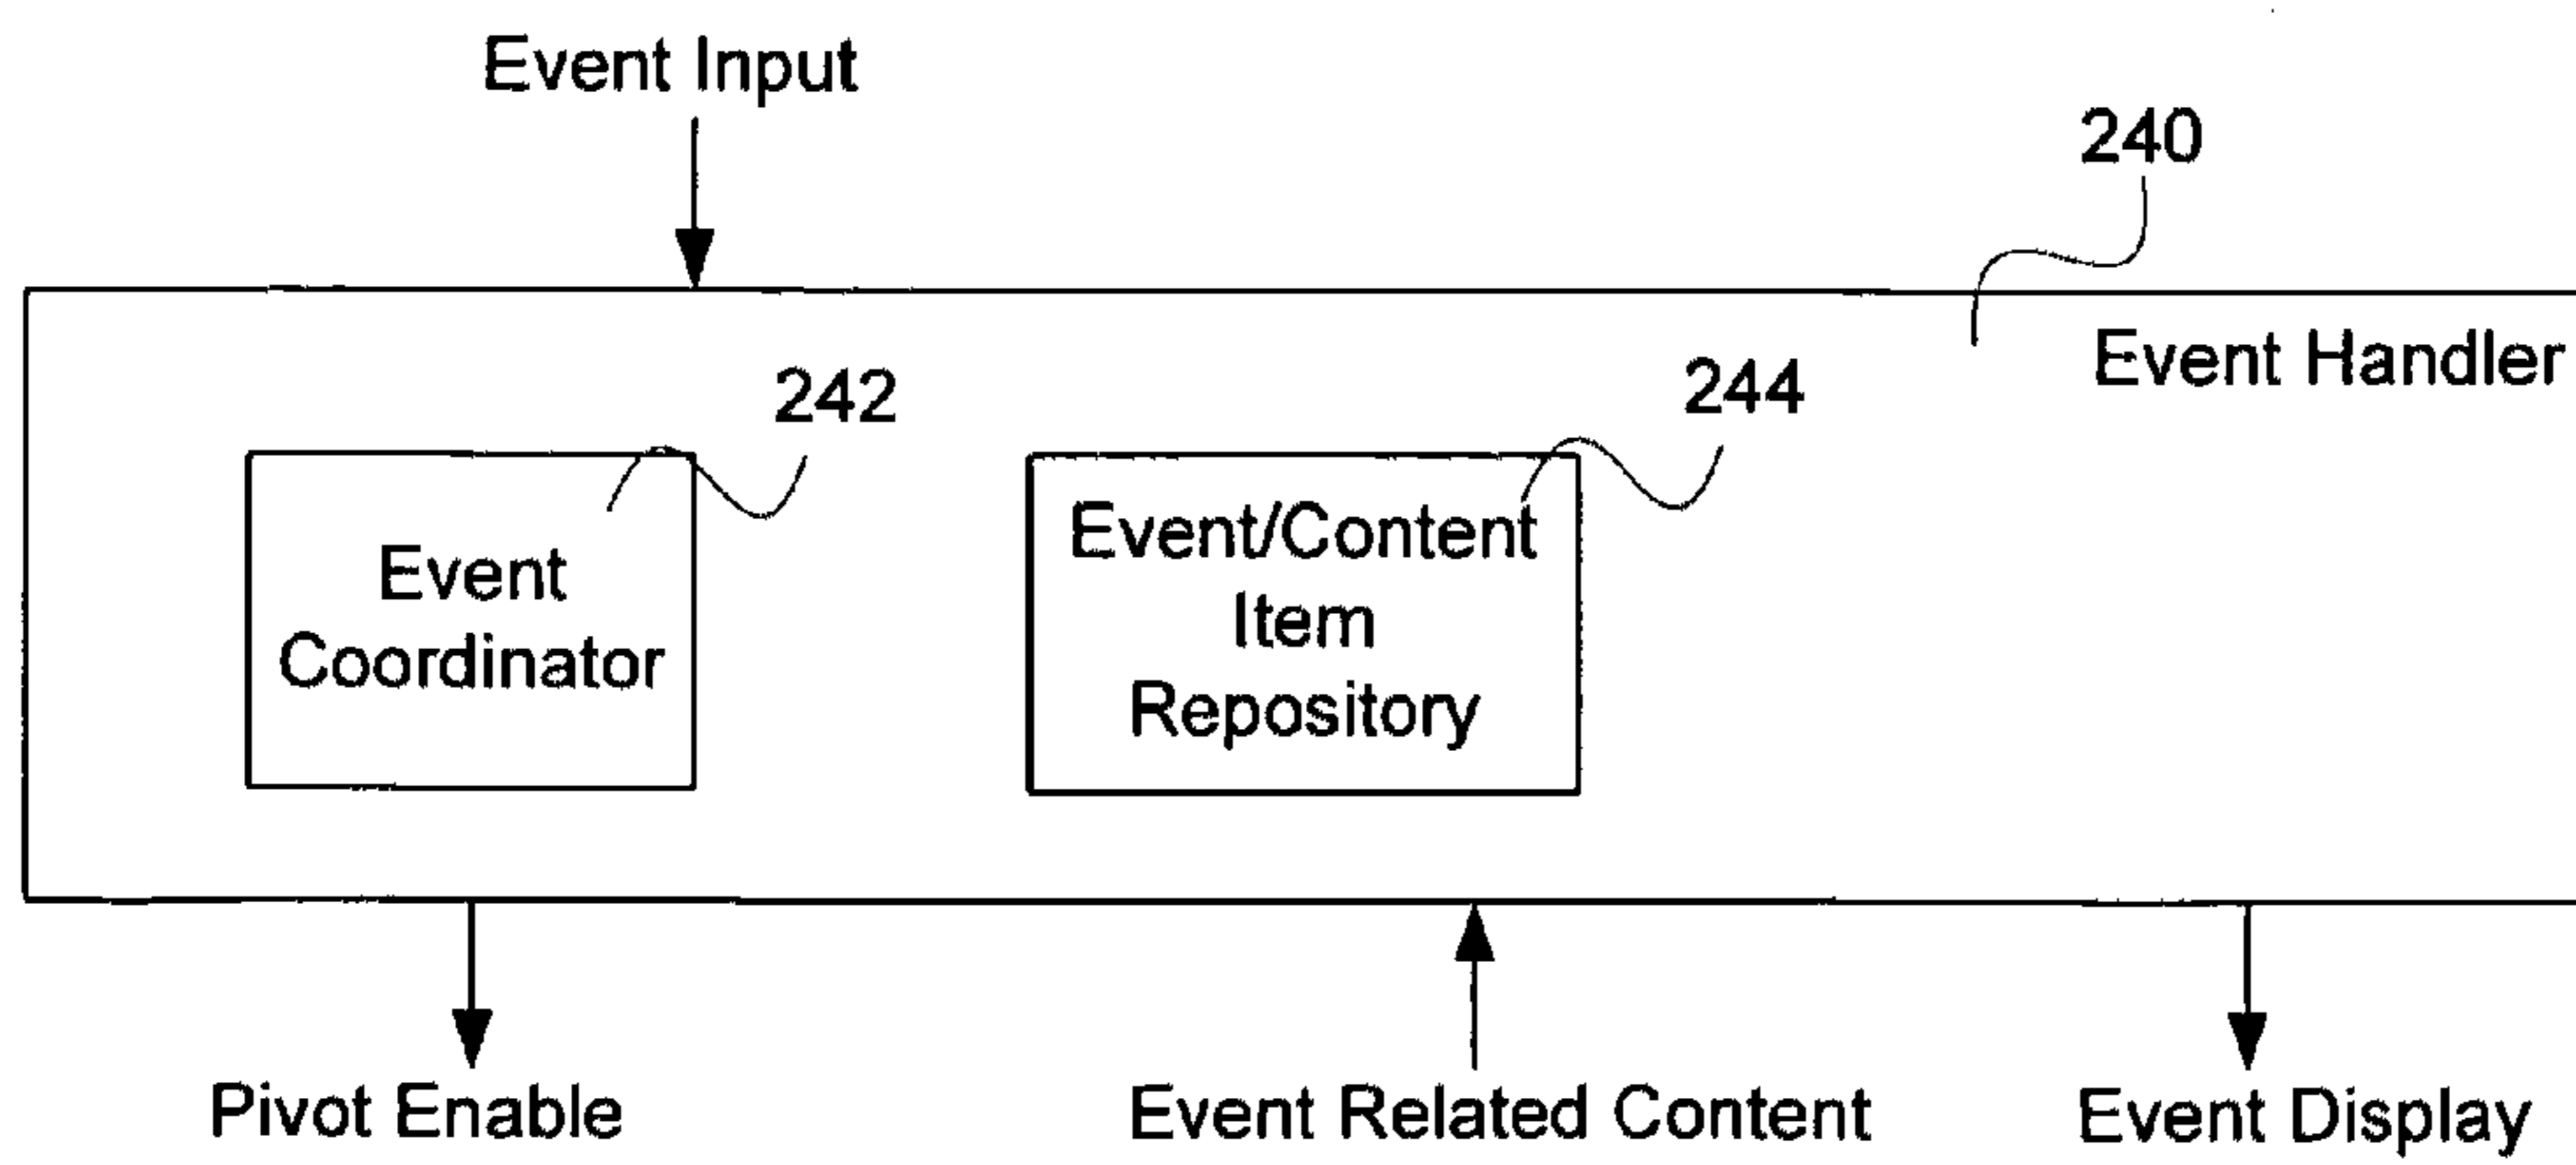 Event Input
240
Event Handler
242
244
Event
Coordinator
Event/Content
Item
Repository
Pivot Enable
Event Related Content
Event Display